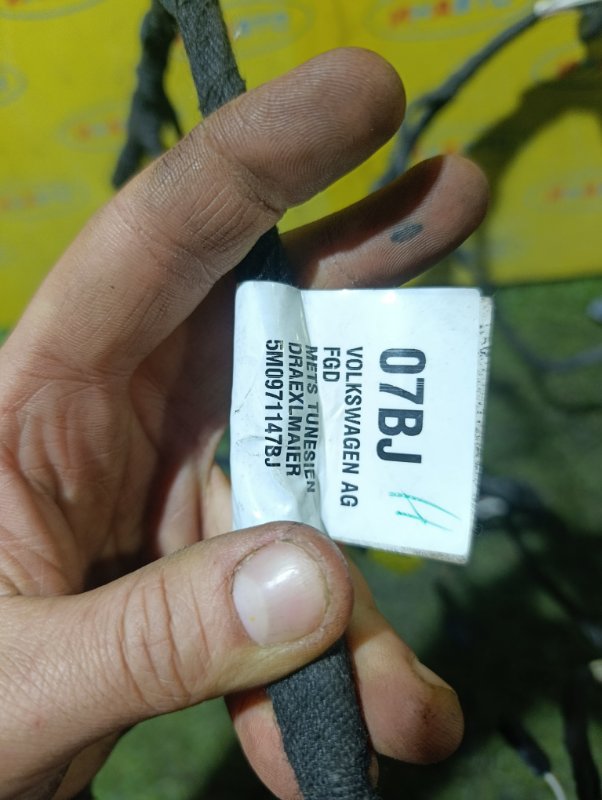 07BJ
VOLKSWAGEN AG
FGD
METS TUNESIEN
DRAEXLMAIER
5M0971147BJ